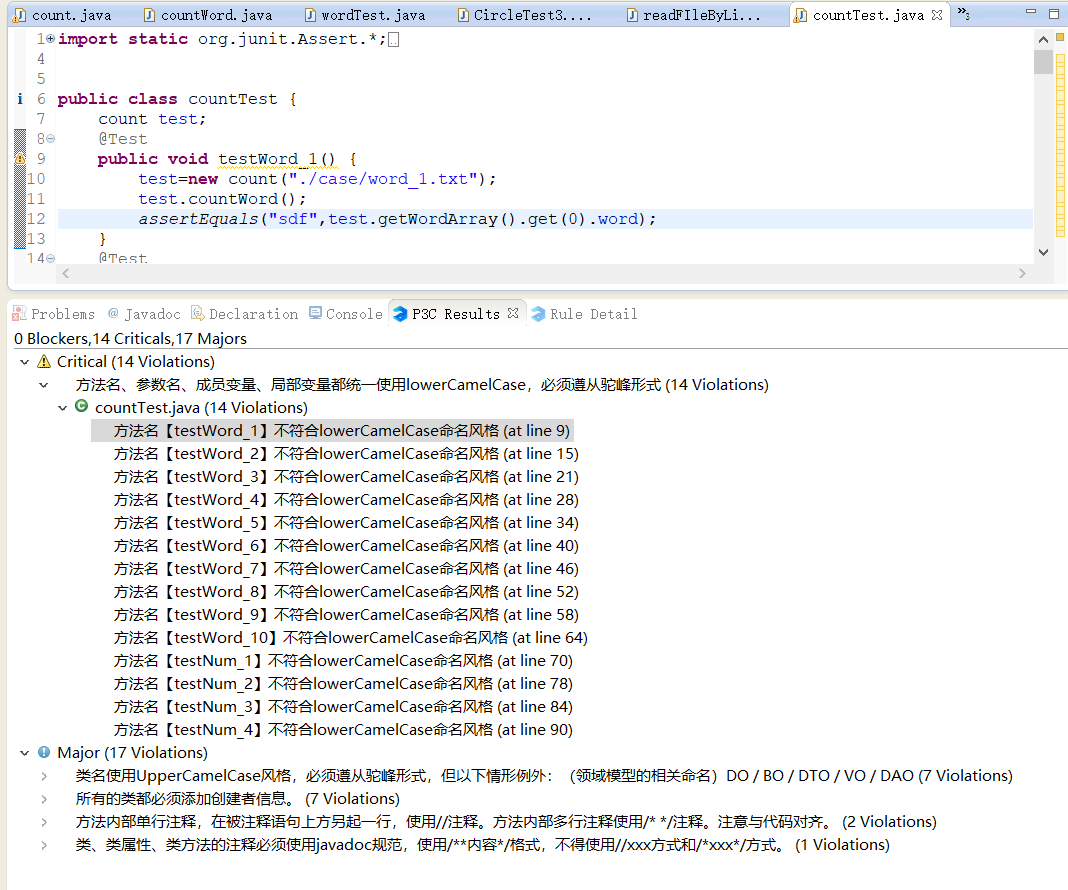 count.java countWord.java wordTest.java CircleTest3.... readFIleByLi... countTest.java »3
1 import static org.junit.Assert.*;
4
5
6 public class countTest {
7 count test;
8 @Test
9 public void testWord_1() {
10 test=new count("./case/word_1.txt");
11 test.countWord();
12 assertEquals("sdf",test.getWordArray().get(0).word);
13 }
14 @Test
Problems @ Javadoc Declaration Console P3C Results Rule Detail
0 Blockers,14 Criticals,17 Majors
Critical (14 Violations)
方法名、参数名、成员变量、局部变量都统一使用lowerCamelCase，必须遵从驼峰形式 (14 Violations)
countTest.java (14 Violations)
方法名【testWord_1】不符合lowerCamelCase命名风格 (at line 9)
方法名【testWord_2】不符合lowerCamelCase命名风格 (at line 15)
方法名【testWord_3】不符合lowerCamelCase命名风格 (at line 21)
方法名【testWord_4】不符合lowerCamelCase命名风格 (at line 28)
方法名【testWord_5】不符合lowerCamelCase命名风格 (at line 34)
方法名【testWord_6】不符合lowerCamelCase命名风格 (at line 40)
方法名【testWord_7】不符合lowerCamelCase命名风格 (at line 46)
方法名【testWord_8】不符合lowerCamelCase命名风格 (at line 52)
方法名【testWord_9】不符合lowerCamelCase命名风格 (at line 58)
方法名【testWord_10】不符合lowerCamelCase命名风格 (at line 64)
方法名【testNum_1】不符合lowerCamelCase命名风格 (at line 70)
方法名【testNum_2】不符合lowerCamelCase命名风格 (at line 78)
方法名【testNum_3】不符合lowerCamelCase命名风格 (at line 84)
方法名【testNum_4】不符合lowerCamelCase命名风格 (at line 90)
Major (17 Violations)
类名使用UpperCamelCase风格，必须遵从驼峰形式，但以下情形例外：（领域模型的相关命名）DO / BO / DTO / VO / DAO (7 Violations)
所有的类都必须添加创建者信息。 (7 Violations)
方法内部单行注释，在被注释语句上方另起一行，使用//注释。方法内部多行注释使用/* */注释。注意与代码对齐。 (2 Violations)
类、类属性、类方法的注释必须使用javadoc规范，使用/**内容*/格式，不得使用//xxx方式和/*xxx*/方式。 (1 Violations)